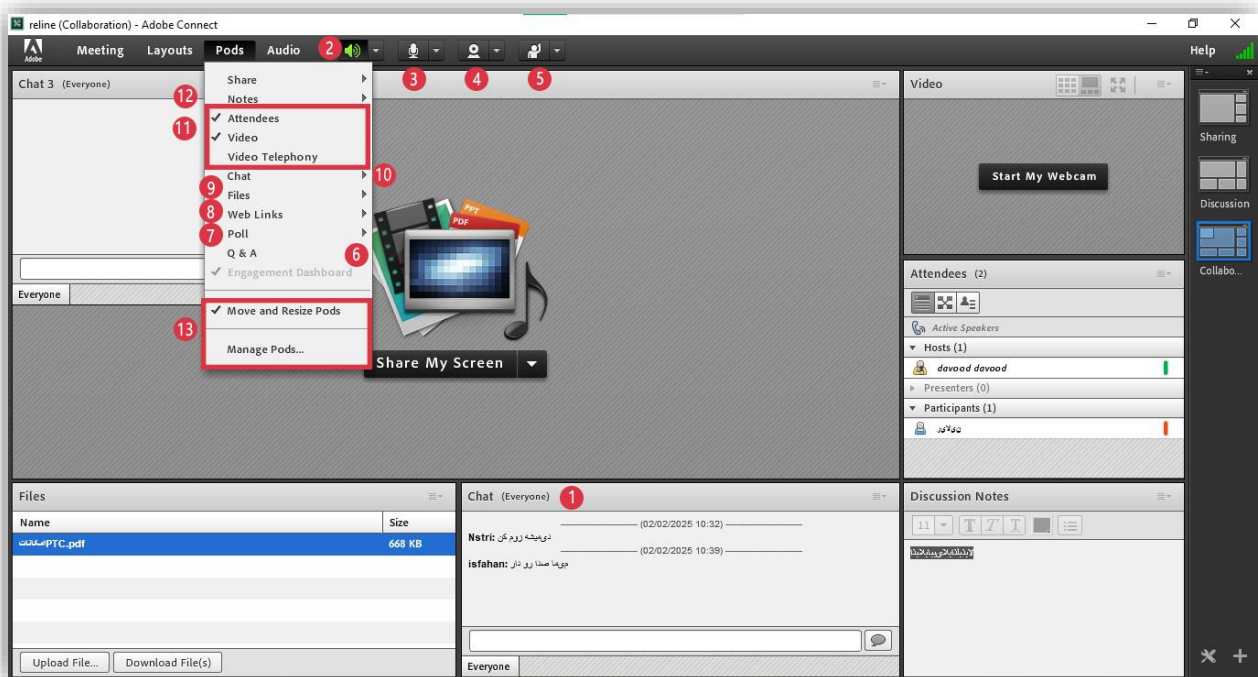 reline (Collaboration) - Adobe Connect
Adobe
Meeting Layouts Pods Audio 2 Help
3 4 5
Chat 3 (Everyone)
Share
12 Notes
11 Attendees
Video
Video Telephony
Chat 10
9 Files
8 Web Links
7 Poll
Q & A 6
Engagement Dashboard
13 Move and Resize Pods
Manage Pods...
Everyone
PPT
PDF
Share My Screen
Video
Start My Webcam
Attendees (2)
Active Speakers
Hosts (1)
davood davood
Presenters (0)
Participants (1)
Sharing
Discussion
Collabo...
Files
Name Size
PTC.pdf 668 KB
Upload File... Download File(s)
Chat (Everyone) 1
(02/02/2025 10:32)
Nstri:
(02/02/2025 10:39)
isfahan:
Everyone
Discussion Notes
11 T T T